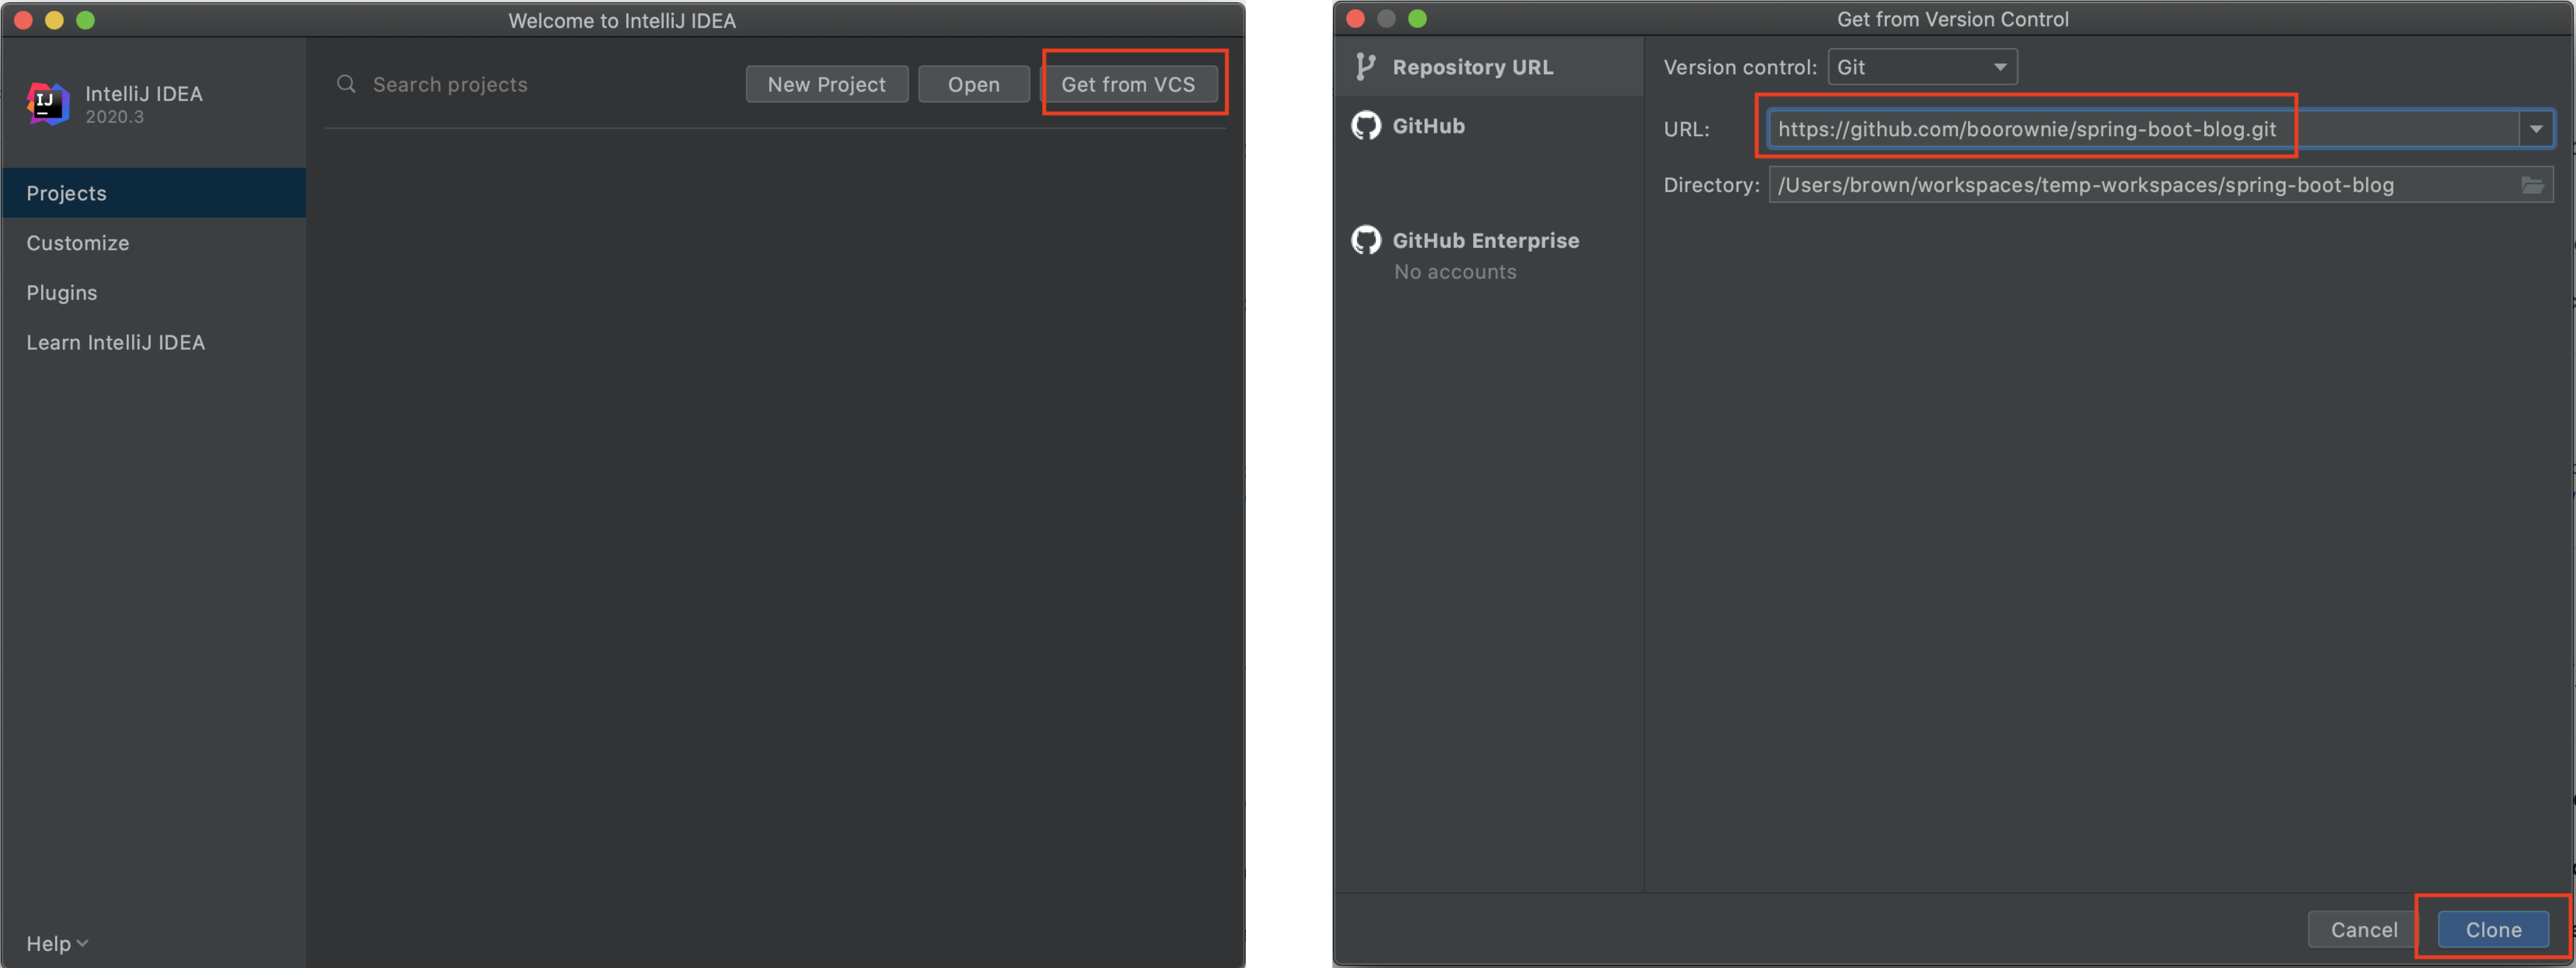 Welcome to IntelliJ IDEA
IJ
IntelliJ IDEA
2020.3
Search projects
New Project
Open
Get from VCS
Projects
Customize
Plugins
Learn IntelliJ IDEA
Help
Get from Version Control
Repository URL
GitHub
GitHub Enterprise
No accounts
Version control: Git
URL: https://github.com/boorownie/spring-boot-blog.git
Directory: /Users/brown/workspaces/temp-workspaces/spring-boot-blog
Cancel
Clone